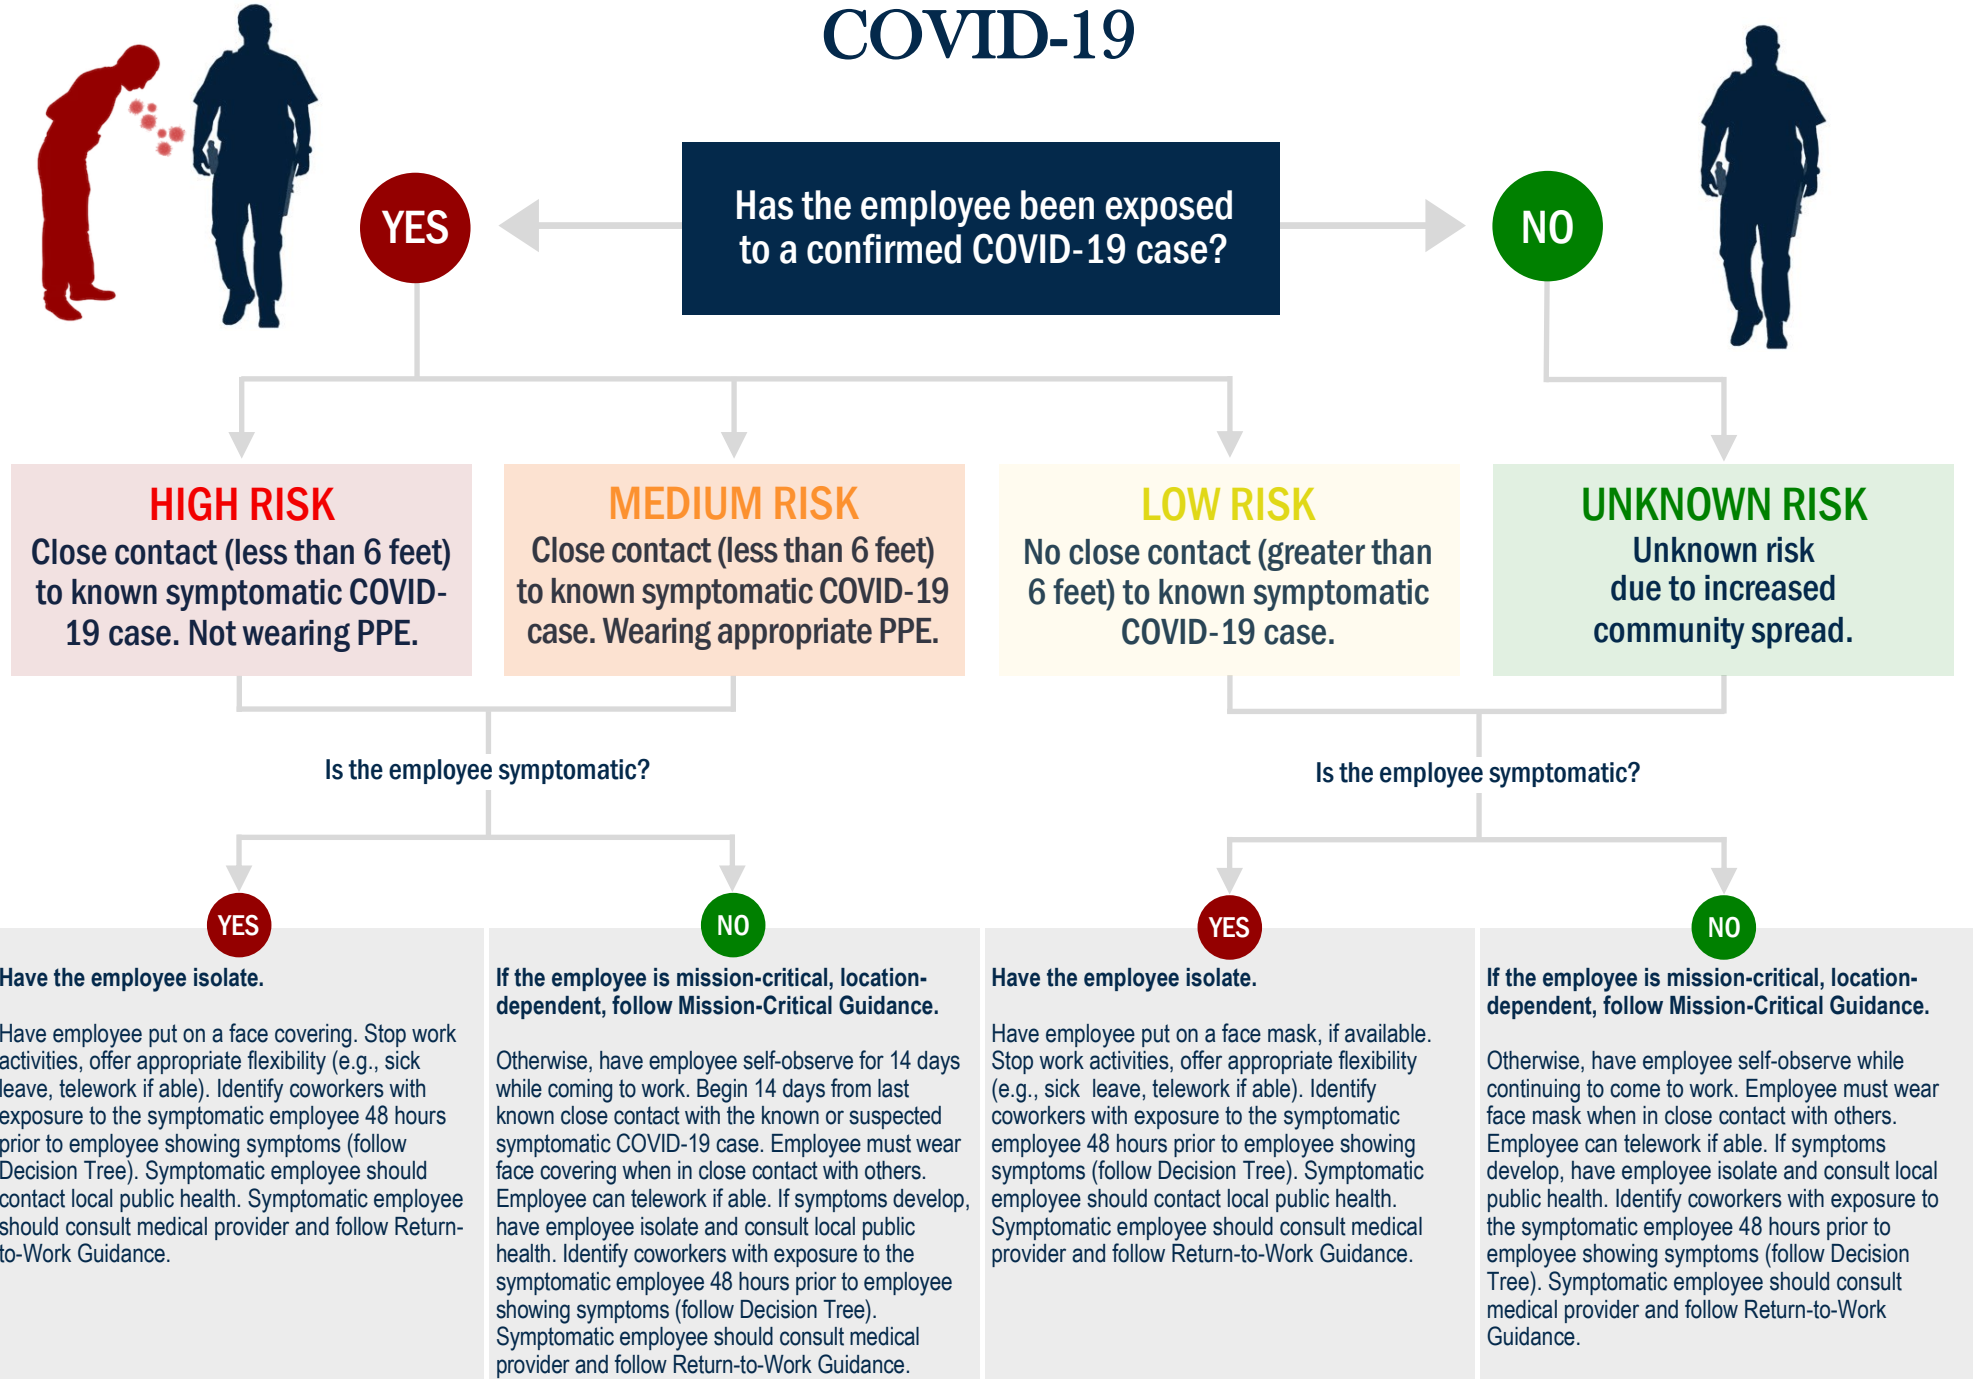 COVID-19
Has the employee been exposed
to a confirmed COVID-19 case?
YES
NO
HIGH RISK
Close contact (less than 6 feet)
to known symptomatic COVID-
19 case. Not wearing PPE.
MEDIUM RISK
Close contact (less than 6 feet)
to known symptomatic COVID-19
case. Wearing appropriate PPE.
LOW RISK
No close contact (greater than
6 feet) to known symptomatic
COVID-19 case.
UNKNOWN RISK
Unknown risk
due to increased
community spread.
Is the employee symptomatic?
Is the employee symptomatic?
YES
Have the employee isolate.
Have employee put on a face covering. Stop work
activities, offer appropriate flexibility (e.g., sick
leave, telework if able). Identify coworkers with
exposure to the symptomatic employee 48 hours
prior to employee showing symptoms (follow
Decision Tree). Symptomatic employee should
contact local public health. Symptomatic employee
should consult medical provider and follow Return-
to-Work Guidance.
NO
If the employee is mission-critical, location-
dependent, follow Mission-Critical Guidance.
Otherwise, have employee self-observe for 14 days
while coming to work. Begin 14 days from last
known close contact with the known or suspected
symptomatic COVID-19 case. Employee must wear
face covering when in close contact with others.
Employee can telework if able. If symptoms develop,
have employee isolate and consult local public
health. Identify coworkers with exposure to the
symptomatic employee 48 hours prior to employee
showing symptoms (follow Decision Tree).
Symptomatic employee should consult medical
provider and follow Return-to-Work Guidance.
YES
Have the employee isolate.
Have employee put on a face mask, if available.
Stop work activities, offer appropriate flexibility
(e.g., sick leave, telework if able). Identify
coworkers with exposure to the symptomatic
employee 48 hours prior to employee showing
symptoms (follow Decision Tree). Symptomatic
employee should contact local public health.
Symptomatic employee should consult medical
provider and follow Return-to-Work Guidance.
NO
If the employee is mission-critical, location-
dependent, follow Mission-Critical Guidance.
Otherwise, have employee self-observe while
continuing to come to work. Employee must wear
face mask when in close contact with others.
Employee can telework if able. If symptoms
develop, have employee isolate and consult local
public health. Identify coworkers with exposure to
the symptomatic employee 48 hours prior to
employee showing symptoms (follow Decision
Tree). Symptomatic employee should consult
medical provider and follow Return-to-Work
Guidance.